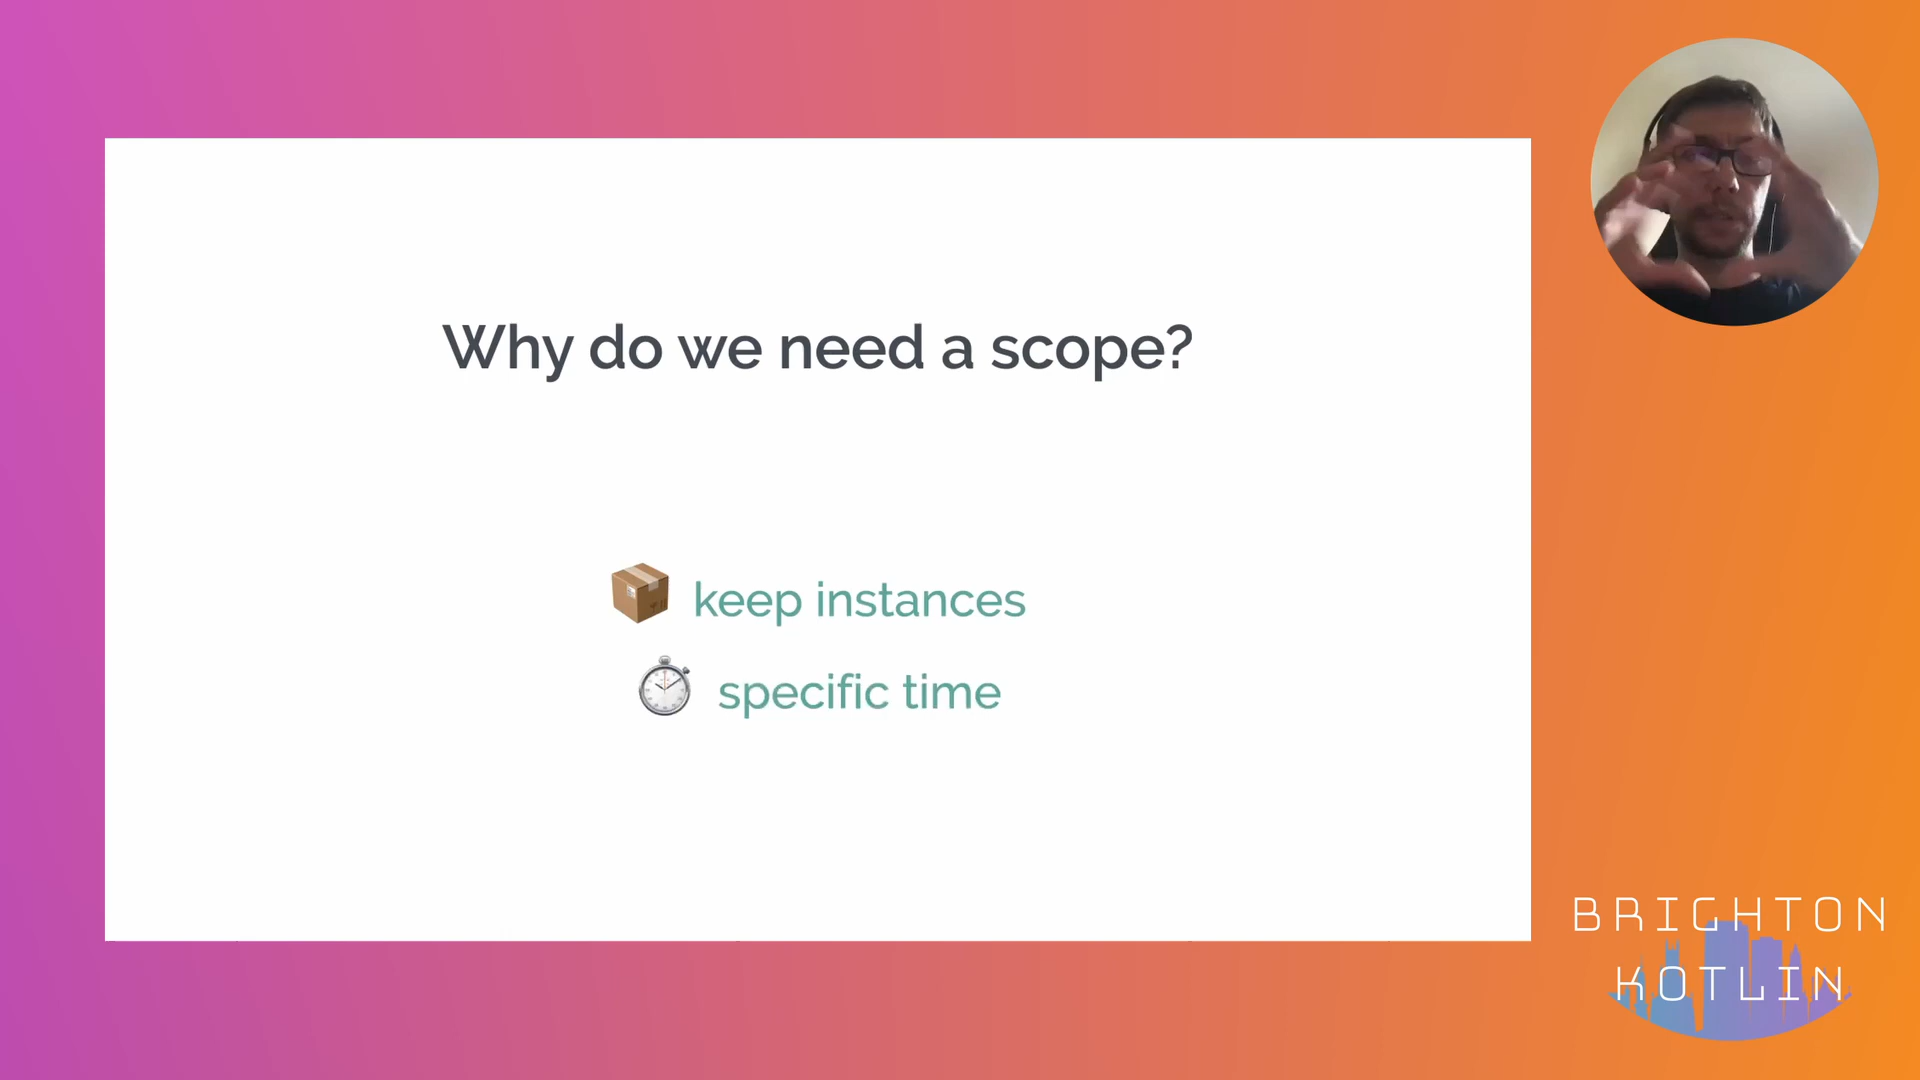 Why do we need a scope?
keep instances
specific time
BRIGHTON
KOTLIN